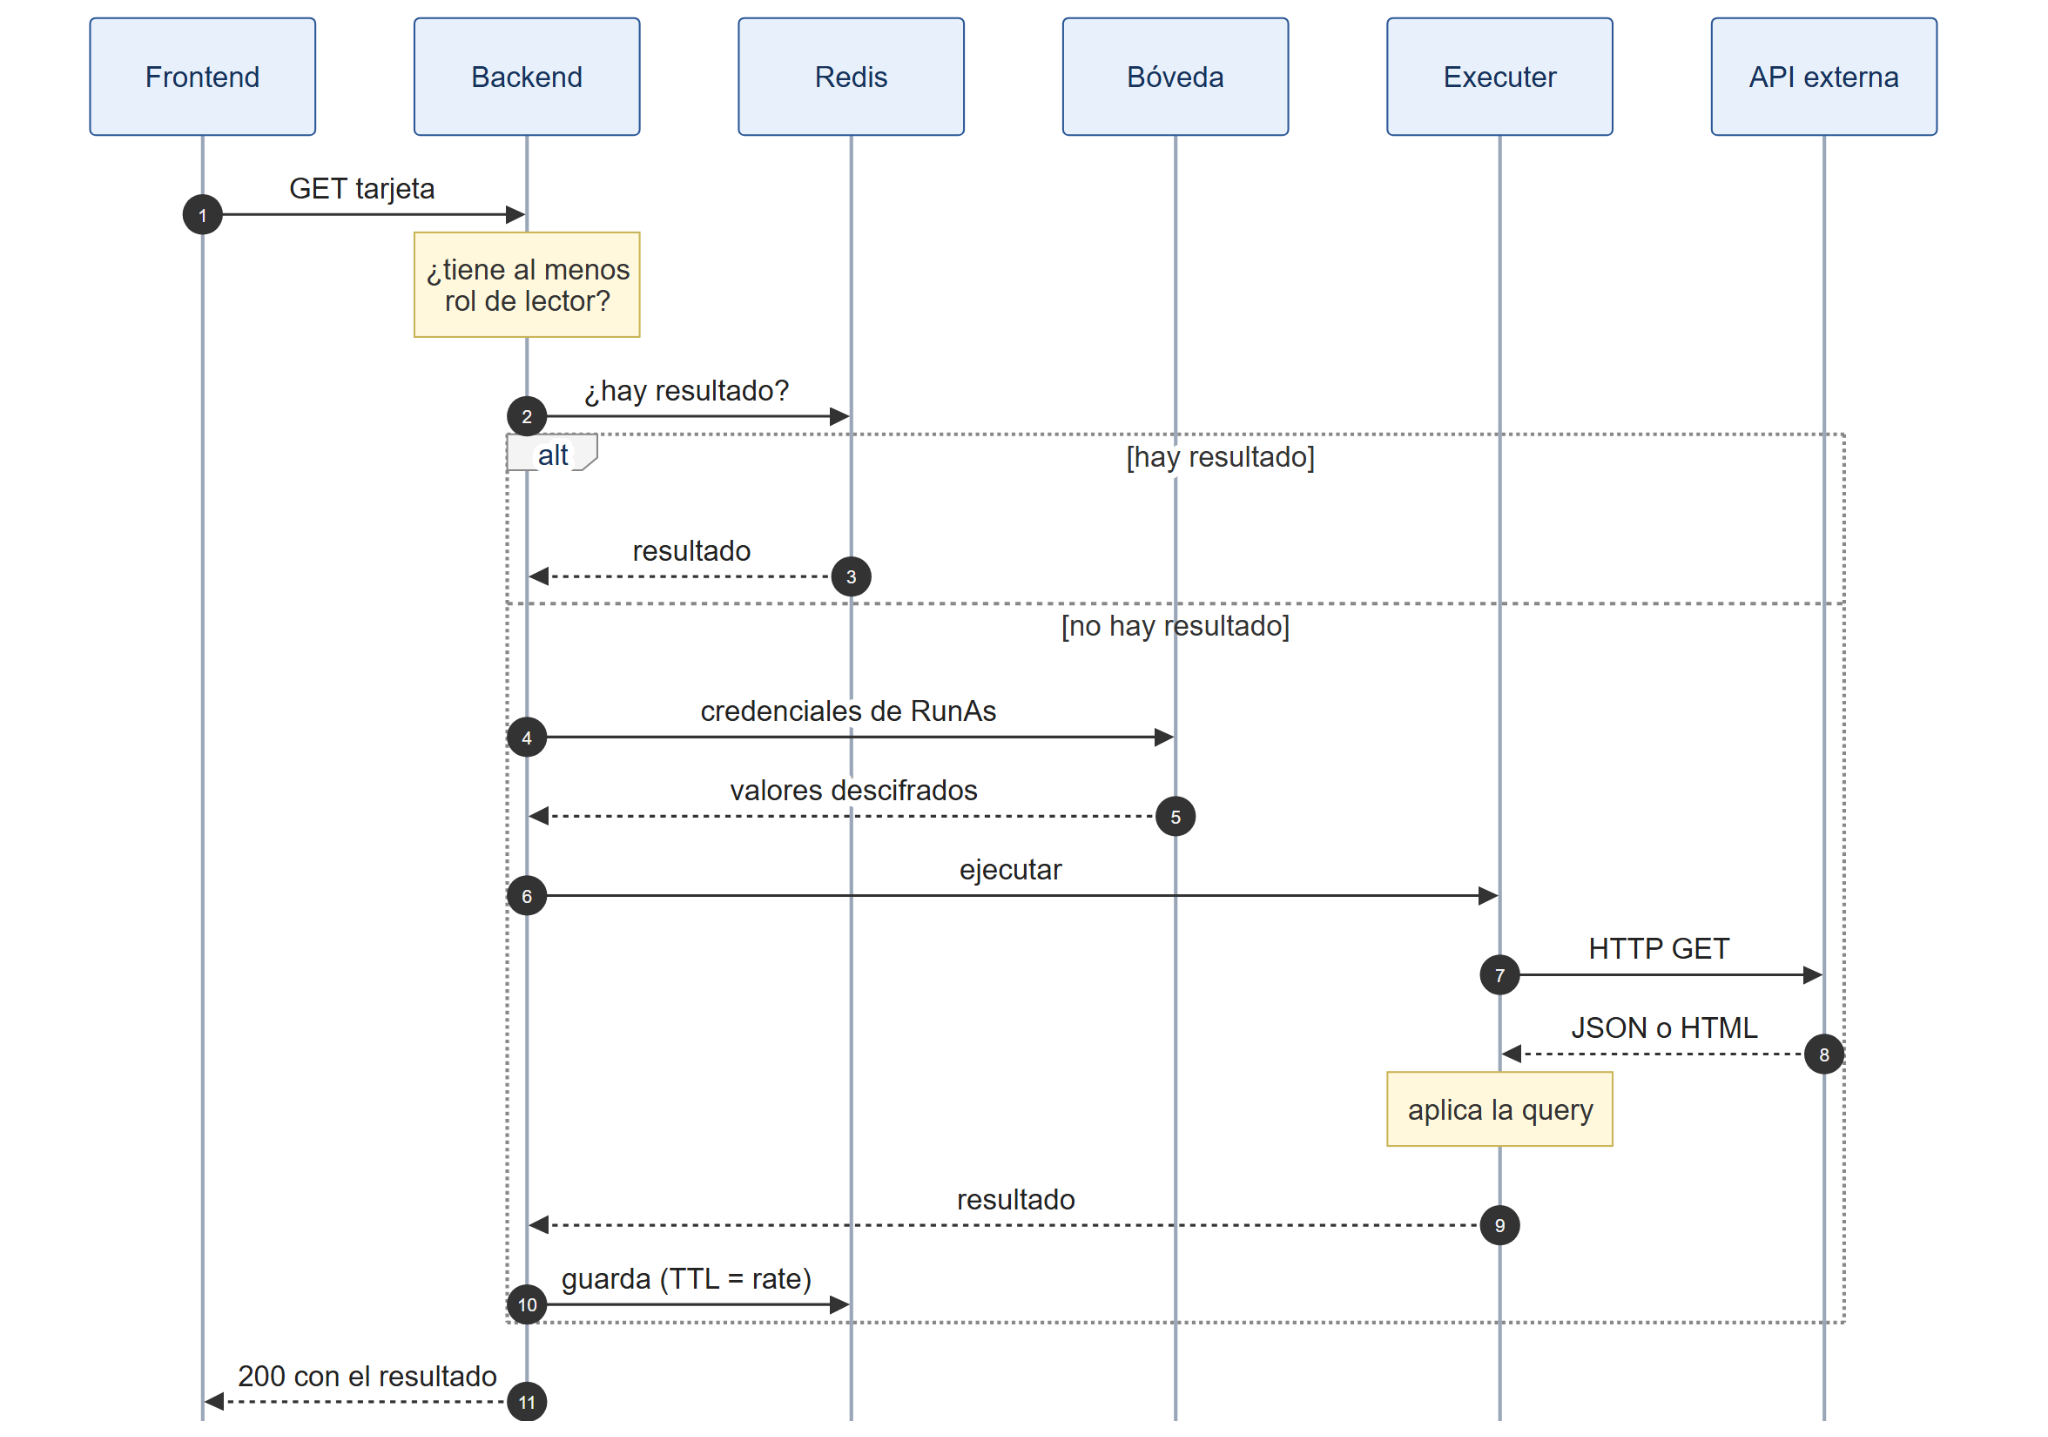 Frontend
Backend
Redis
Bóveda
Executer
API externa
GET tarjeta
1
¿tiene al menos
rol de lector?
¿hay resultado?
2
alt
[hay resultado]
resultado
3
[no hay resultado]
credenciales de RunAs
4
valores descifrados
5
ejecutar
6
HTTP GET
7
JSON o HTML
8
aplica la query
resultado
9
guarda (TTL = rate)
10
200 con el resultado
11